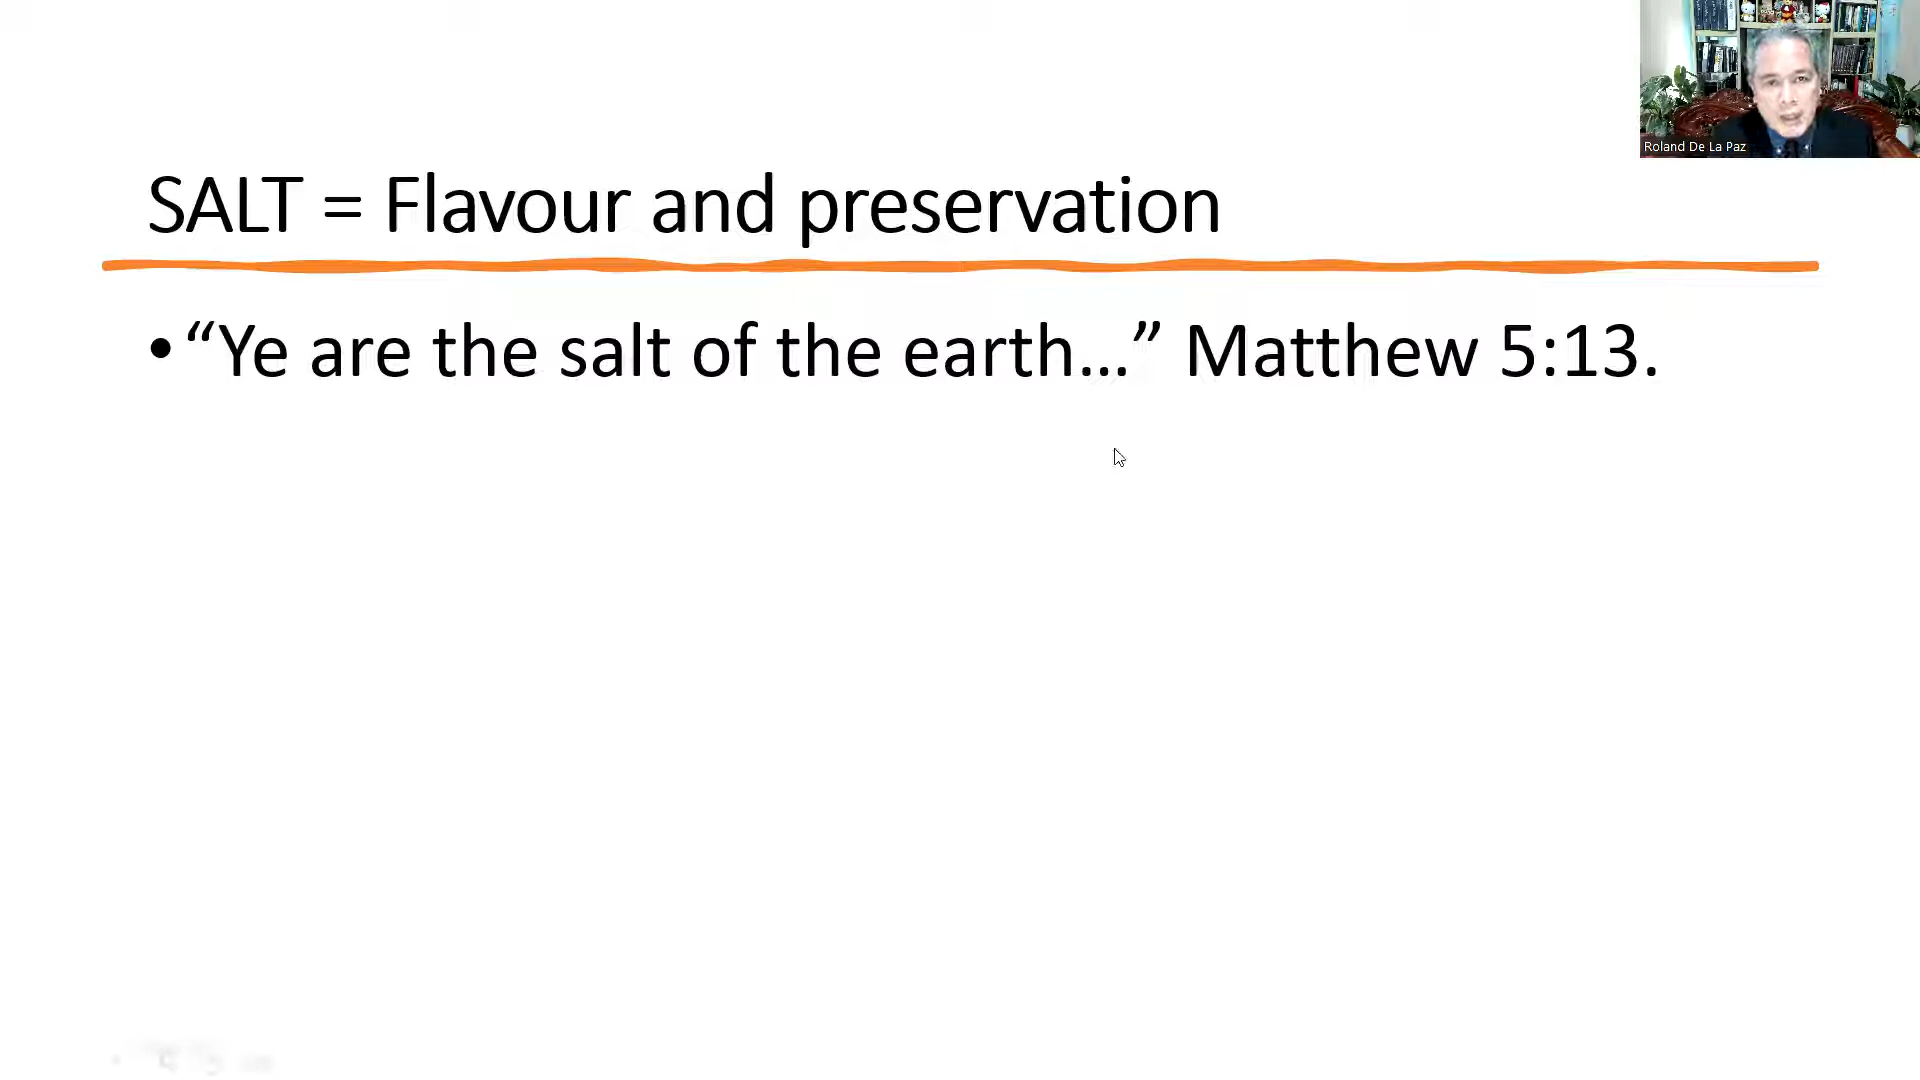 Roland De La Paz
SALT = Flavour and preservation
• “Ye are the salt of the earth…” Matthew 5:13.